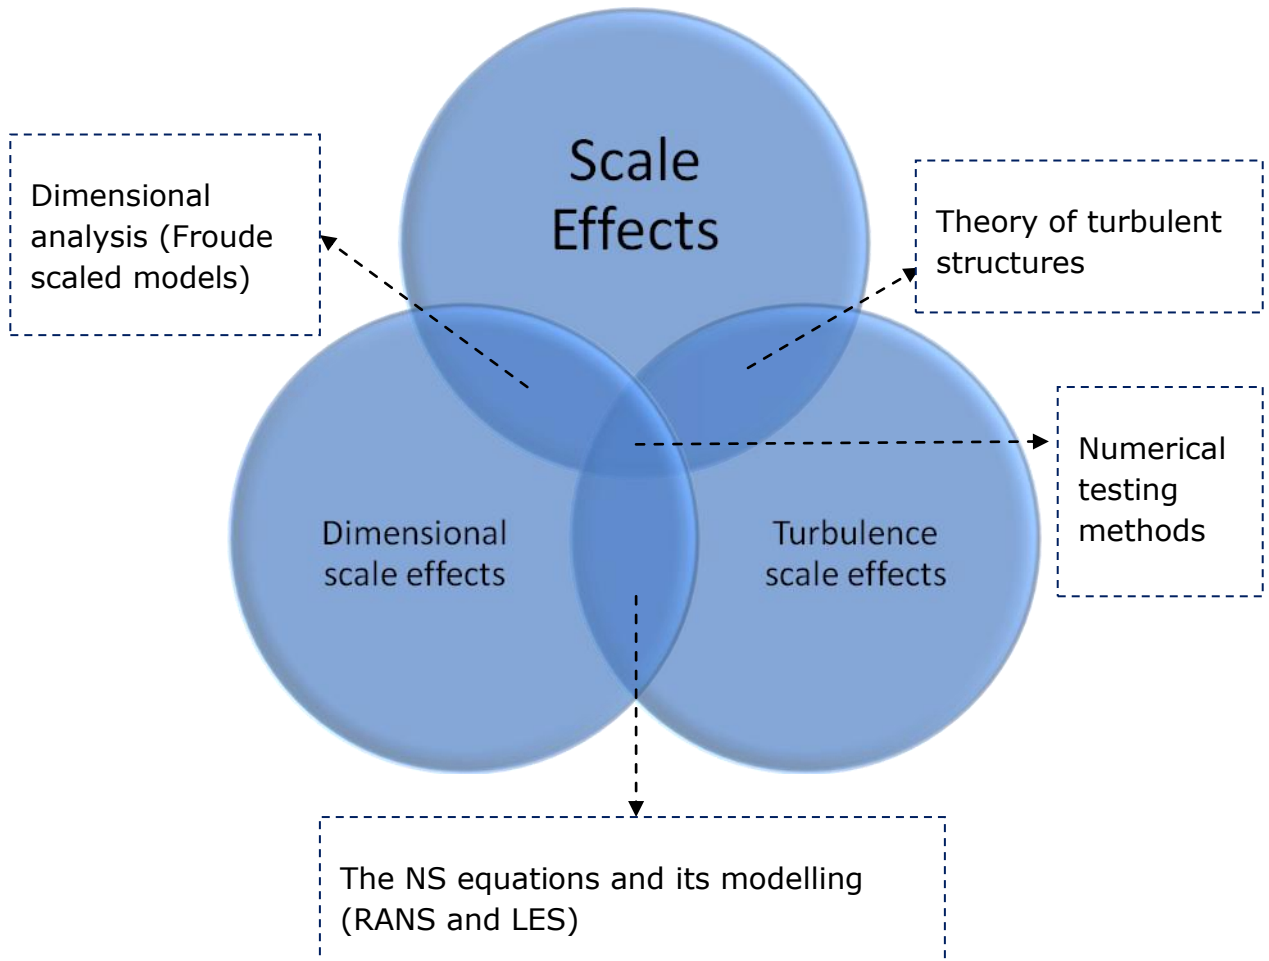 Scale
Effects
Dimensional
analysis (Froude
scaled models)
Theory of turbulent
structures
Numerical
testing
methods
Dimensional
scale effects
Turbulence
scale effects
The NS equations and its modelling
(RANS and LES)